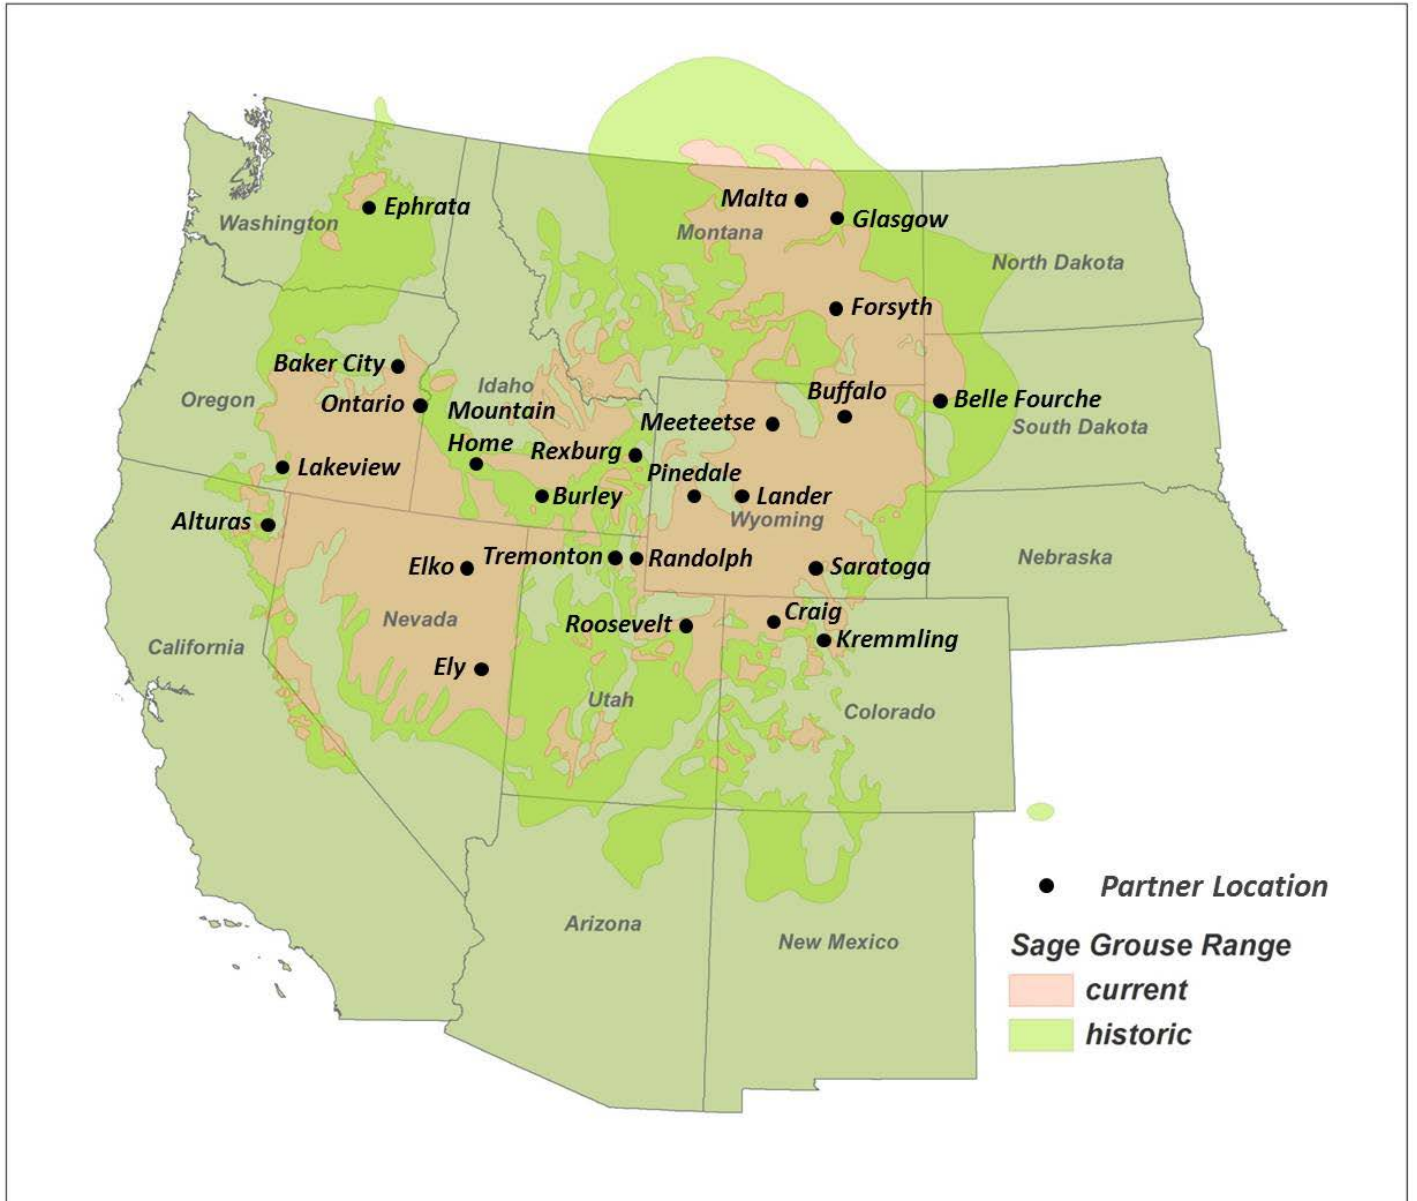 Malta
Ephrata
Glasgow
Washington
Montana
North Dakota
Forsyth
Baker City
Idaho
Buffalo
Oregon
Ontario
Mountain
Home
Belle Fourche
Meeteetse
South Dakota
Rexburg
Lakeview
Pinedale
Burley
Lander
Alturas
Wyoming
Elko
Tremonton
Randolph
Saratoga
Nebraska
Nevada
Roosevelt
Craig
Kremmling
California
Ely
Utah
Colorado
Arizona
New Mexico
Partner Location
Sage Grouse Range
current
historic